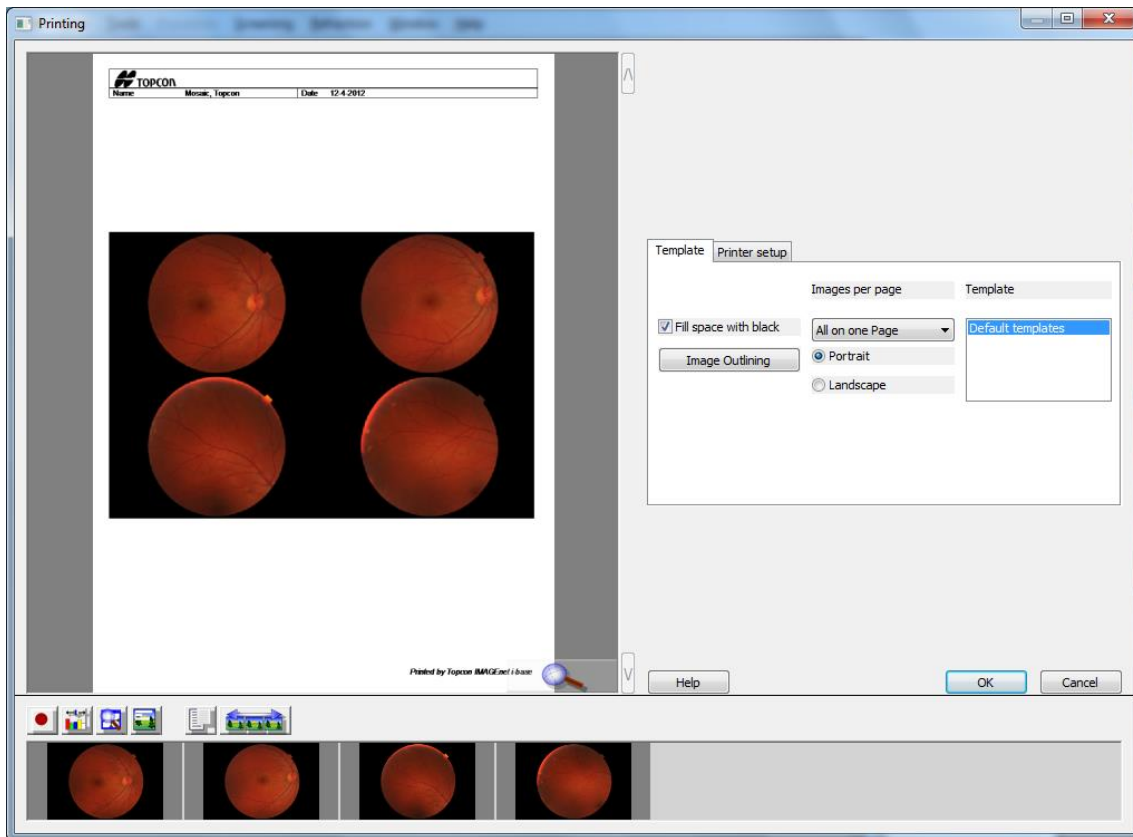 Printing
TOPCON
Name Mosaic, Topcon Date 12-4-2012
Printed by Topcon IMAGEnet i-base
Template Printer setup
Images per page Template
Fill space with black All on one Page Default templates
Image Outlining Portrait
Landscape
Help OK Cancel